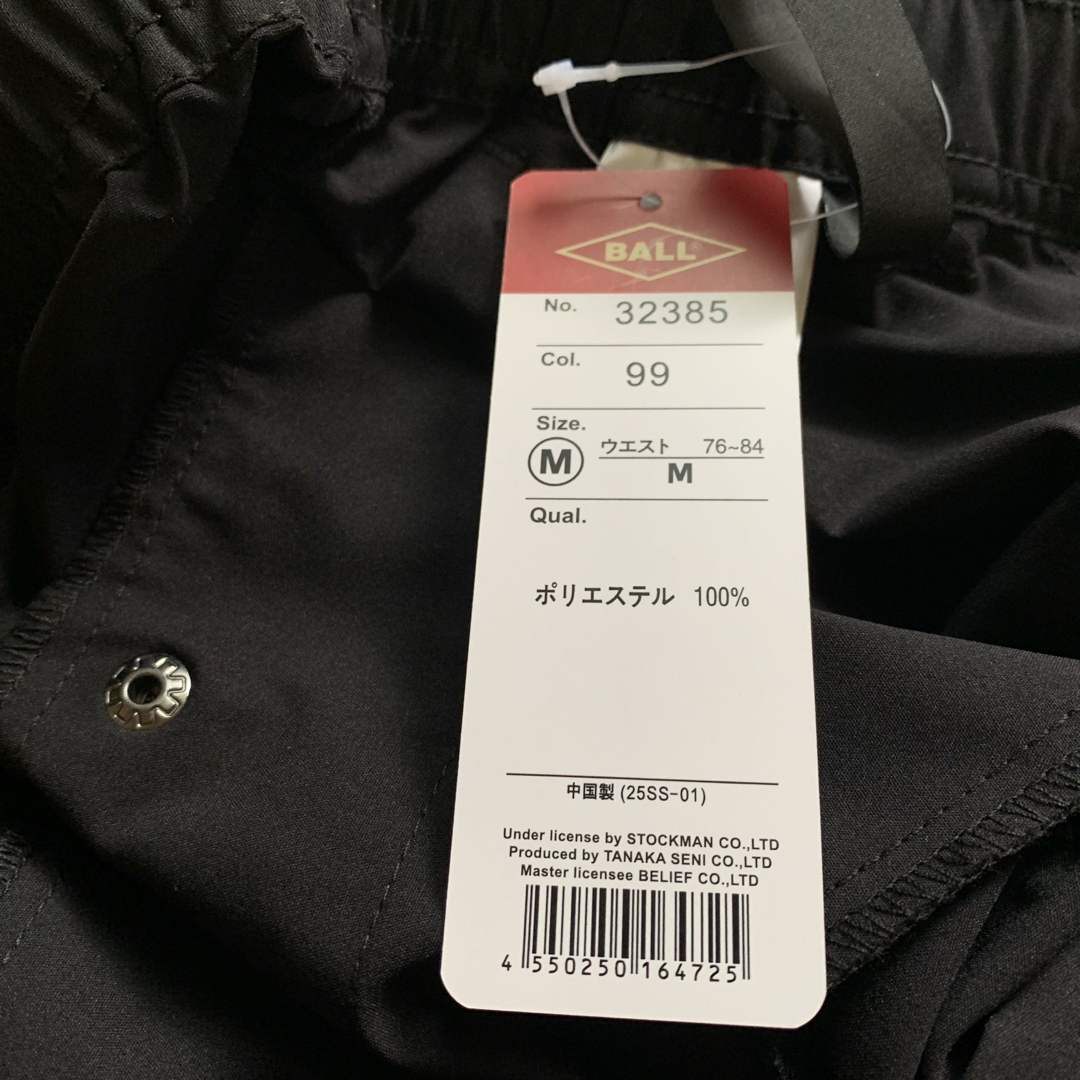 BALL®
No. 32385
Col. 99
Size.
M ウエスト 76~84
M
Qual.
ポリエステル 100%
中国製 (25SS-01)
Under license by STOCKMAN CO.,LTD
Produced by TANAKA SENI CO.,LTD
Master licensee BELIEF CO.,LTD
4 550250 164725